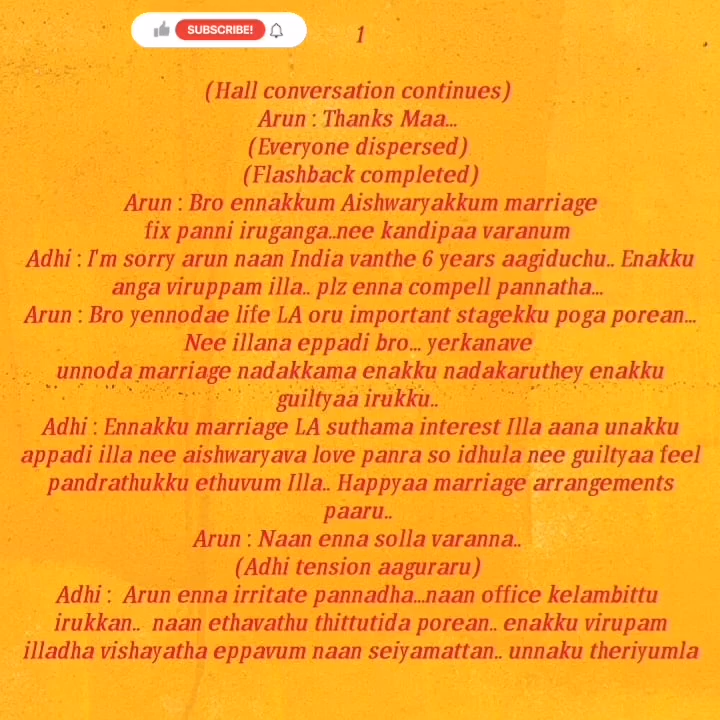 SUBSCRIBE!
1
(Hall conversation continues)
Arun : Thanks Maa...
(Everyone dispersed)
(Flashback completed)
Arun : Bro ennakkum Aishwaryakkum marriage
fix panni iruganga..nee kandipaa varanum
Adhi : I'm sorry arun naan India vanthe 6 years aagiduchu.. Enakku
anga viruppam illa.. plz enna compell pannatha...
Arun : Bro yennodae life LA oru important stagekku poga porean...
Nee illana eppadi bro... yerkanave
unnoda marriage nadakkama enakku nadakaruthey enakku
guiltyaa irukku..
Adhi : Ennakku marriage LA suthama interest Illa aana unakku
appadi illa nee aishwaryava love panra so idhula nee guiltyaa feel
pandrathukku ethuvum Illa.. Happyaa marriage arrangements
paaru..
Arun : Naan enna solla varanna..
(Adhi tension aaguraru)
Adhi :  Arun enna irritate pannadha...naan office kelambittu
irukkan..  naan ethavathu thittutida porean.. enakku virupam
illadha vishayatha eppavum naan seiyamattan.. unnaku theriyumla